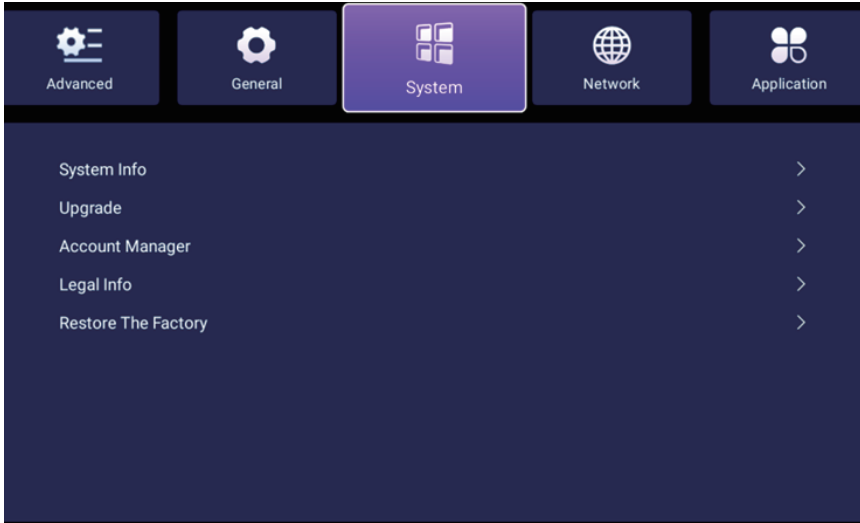 Advanced
General
System
Network
Application
System Info
Upgrade
Account Manager
Legal Info
Restore The Factory